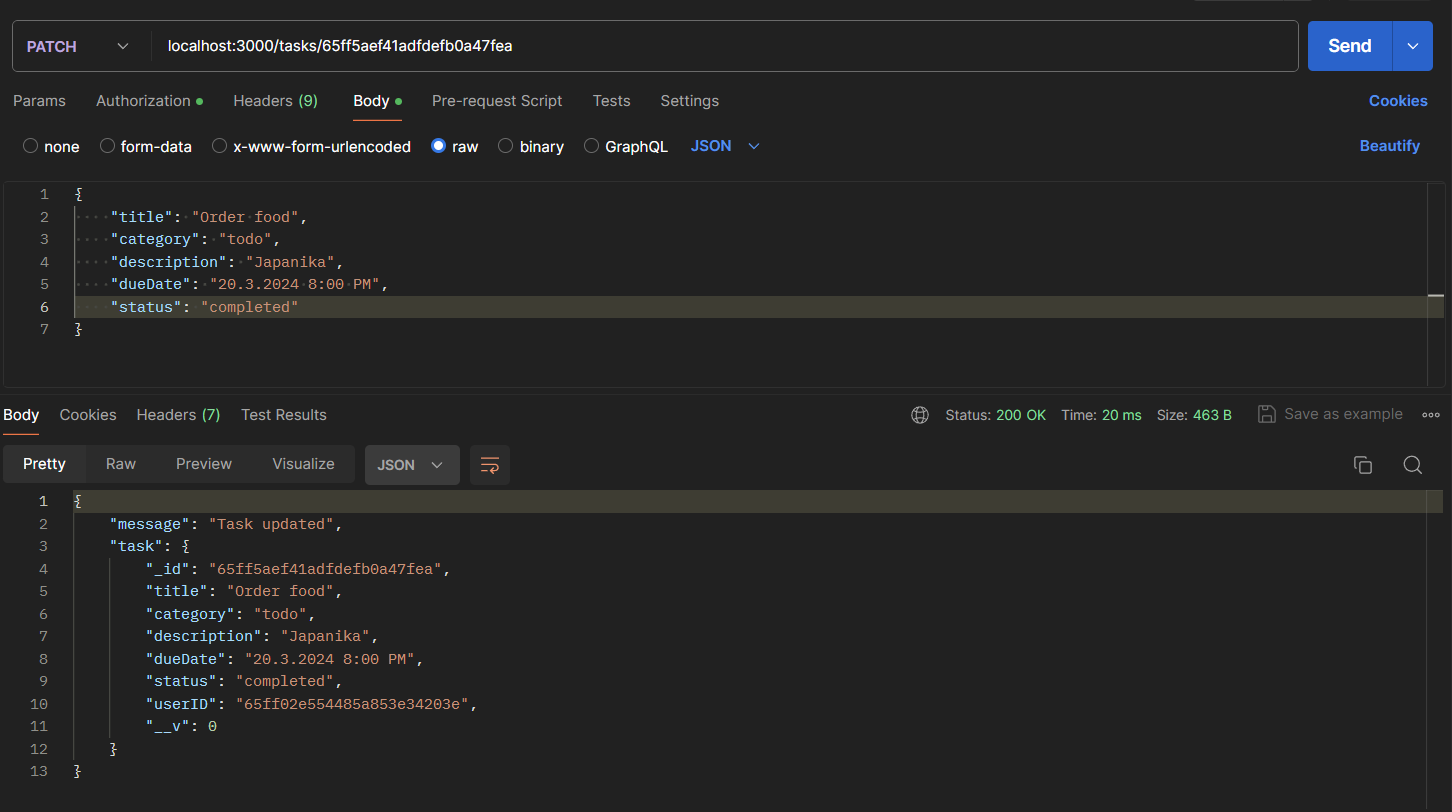 PATCH localhost:3000/tasks/65ff5aef41adfdefb0a47fea Send
Params Authorization Headers (9) Body Pre-request Script Tests Settings Cookies
none form-data x-www-form-urlencoded raw binary GraphQL JSON Beautify
1 {
2 "title": "Order food",
3 "category": "todo",
4 "description": "Japanika",
5 "dueDate": "20.3.2024 8:00 PM",
6 "status": "completed"
7 }
Body Cookies Headers (7) Test Results Status: 200 OK Time: 20 ms Size: 463 B Save as example
Pretty Raw Preview Visualize JSON
1 {
2 "message": "Task updated",
3 "task": {
4 "_id": "65ff5aef41adfdefb0a47fea",
5 "title": "Order food",
6 "category": "todo",
7 "description": "Japanika",
8 "dueDate": "20.3.2024 8:00 PM",
9 "status": "completed",
10 "userID": "65ff02e554485a853e34203e",
11 "__v": 0
12 }
13 }